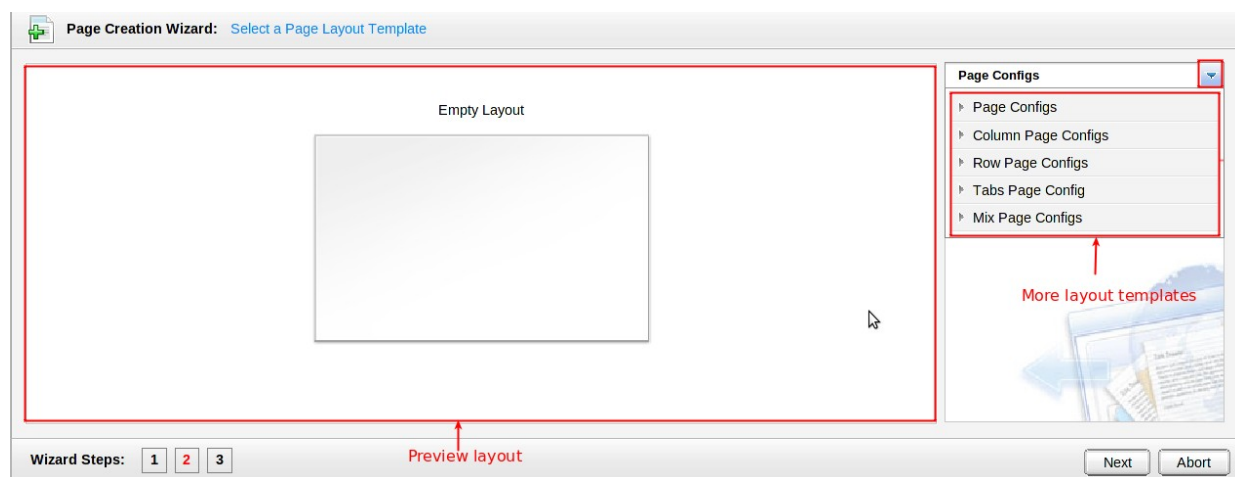 Page Creation Wizard: Select a Page Layout Template
Empty Layout
Page Configs
Page Configs
Column Page Configs
Row Page Configs
Tabs Page Config
Mix Page Configs
More layout templates
Preview layout
Wizard Steps: 1 2 3
Next Abort